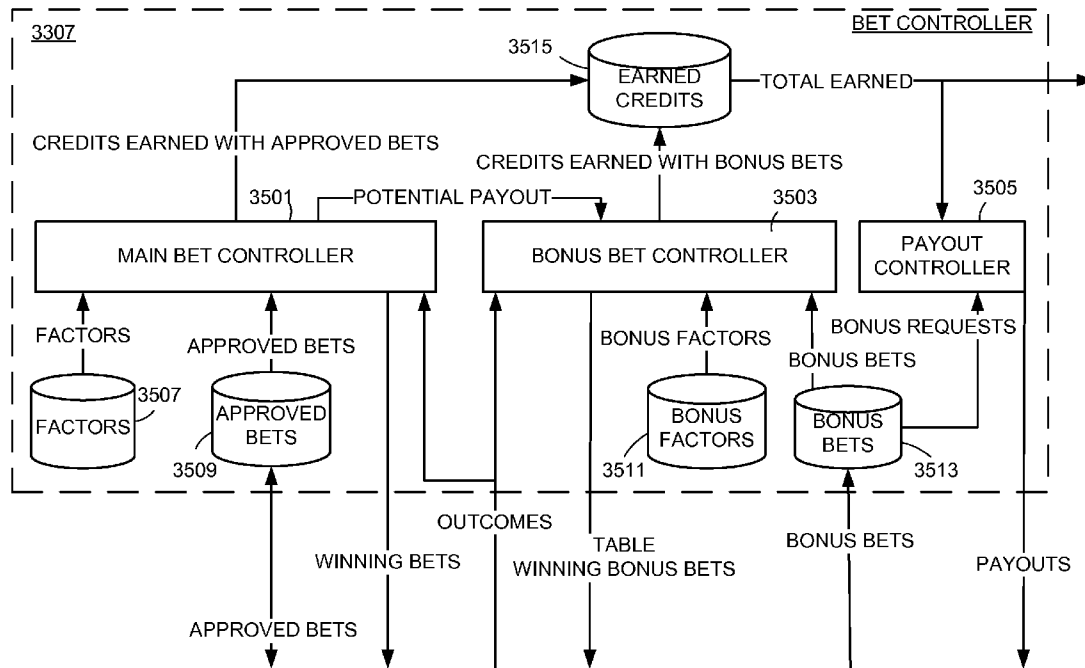 3307
BET CONTROLLER
3515
EARNED
CREDITS
TOTAL EARNED
CREDITS EARNED WITH APPROVED BETS
CREDITS EARNED WITH BONUS BETS
3501
POTENTIAL PAYOUT
3503
3505
MAIN BET CONTROLLER
BONUS BET CONTROLLER
PAYOUT
CONTROLLER
FACTORS
APPROVED BETS
BONUS FACTORS
BONUS REQUESTS
BONUS BETS
3507
FACTORS
APPROVED
BETS
3509
BONUS
FACTORS
3511
BONUS
BETS
3513
OUTCOMES
WINNING BETS
TABLE
WINNING BONUS BETS
BONUS BETS
PAYOUTS
APPROVED BETS